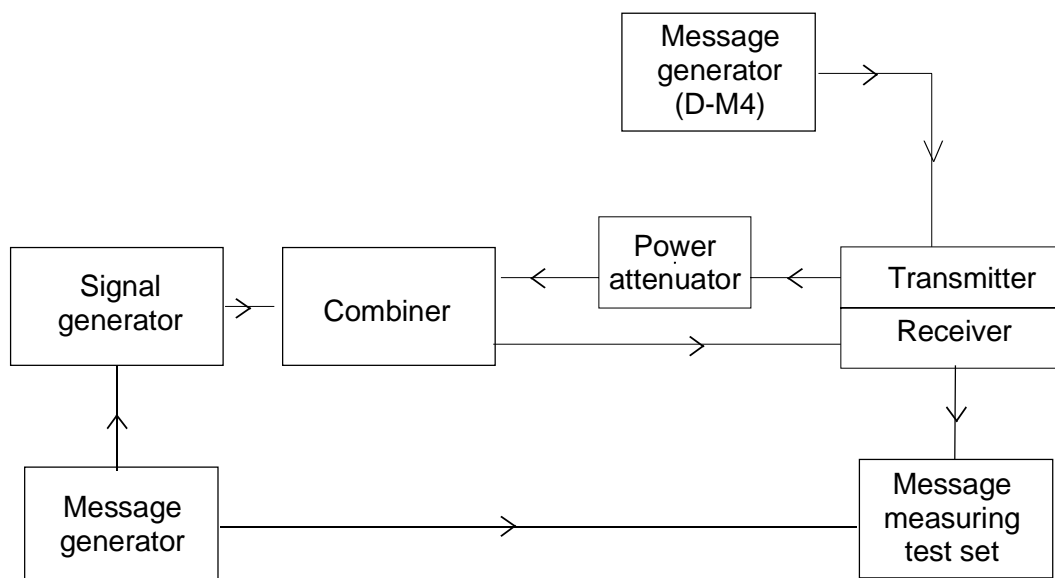 Message
generator
(D-M4)
Power
attenuator
Signal
generator
Combiner
Transmitter
Receiver
Message
generator
Message
measuring
test set